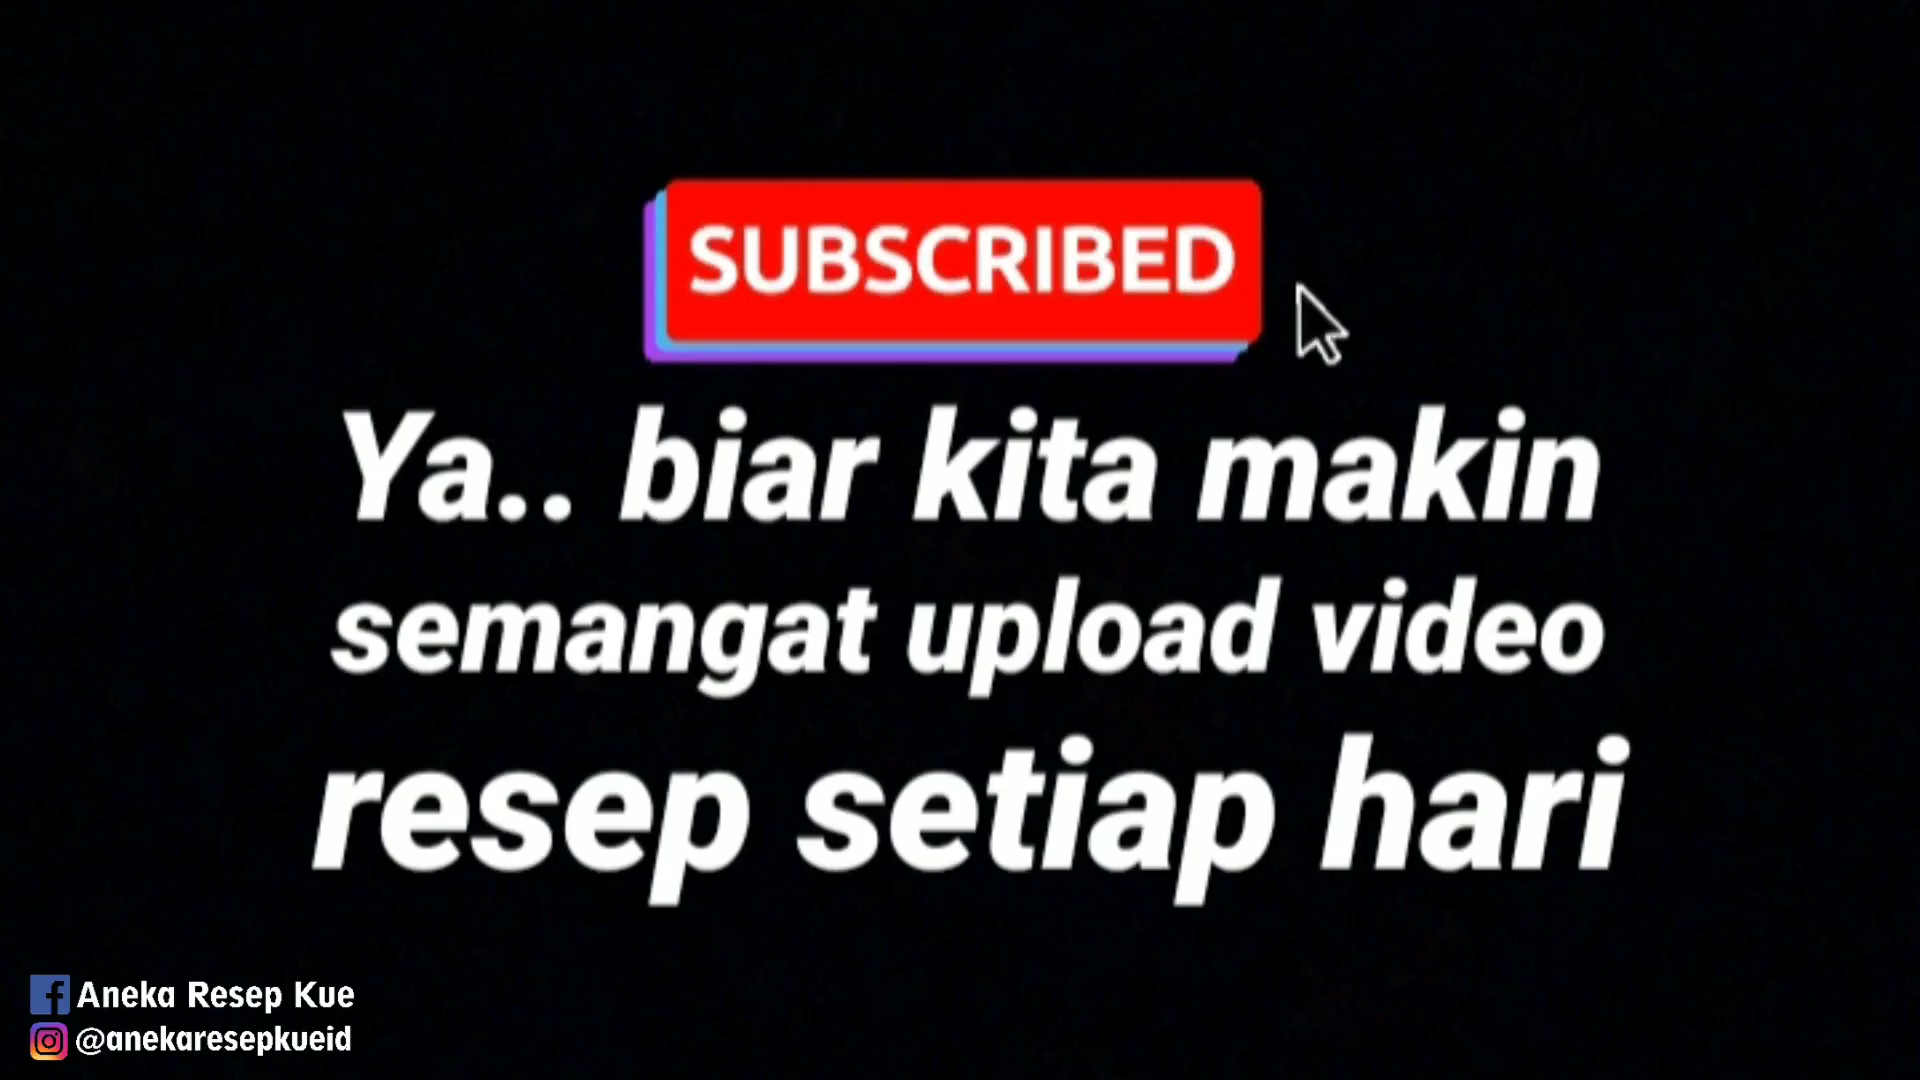 SUBSCRIBED
Ya.. biar kita makin
semangat upload video
resep setiap hari
Aneka Resep Kue
@anekaresepkueid